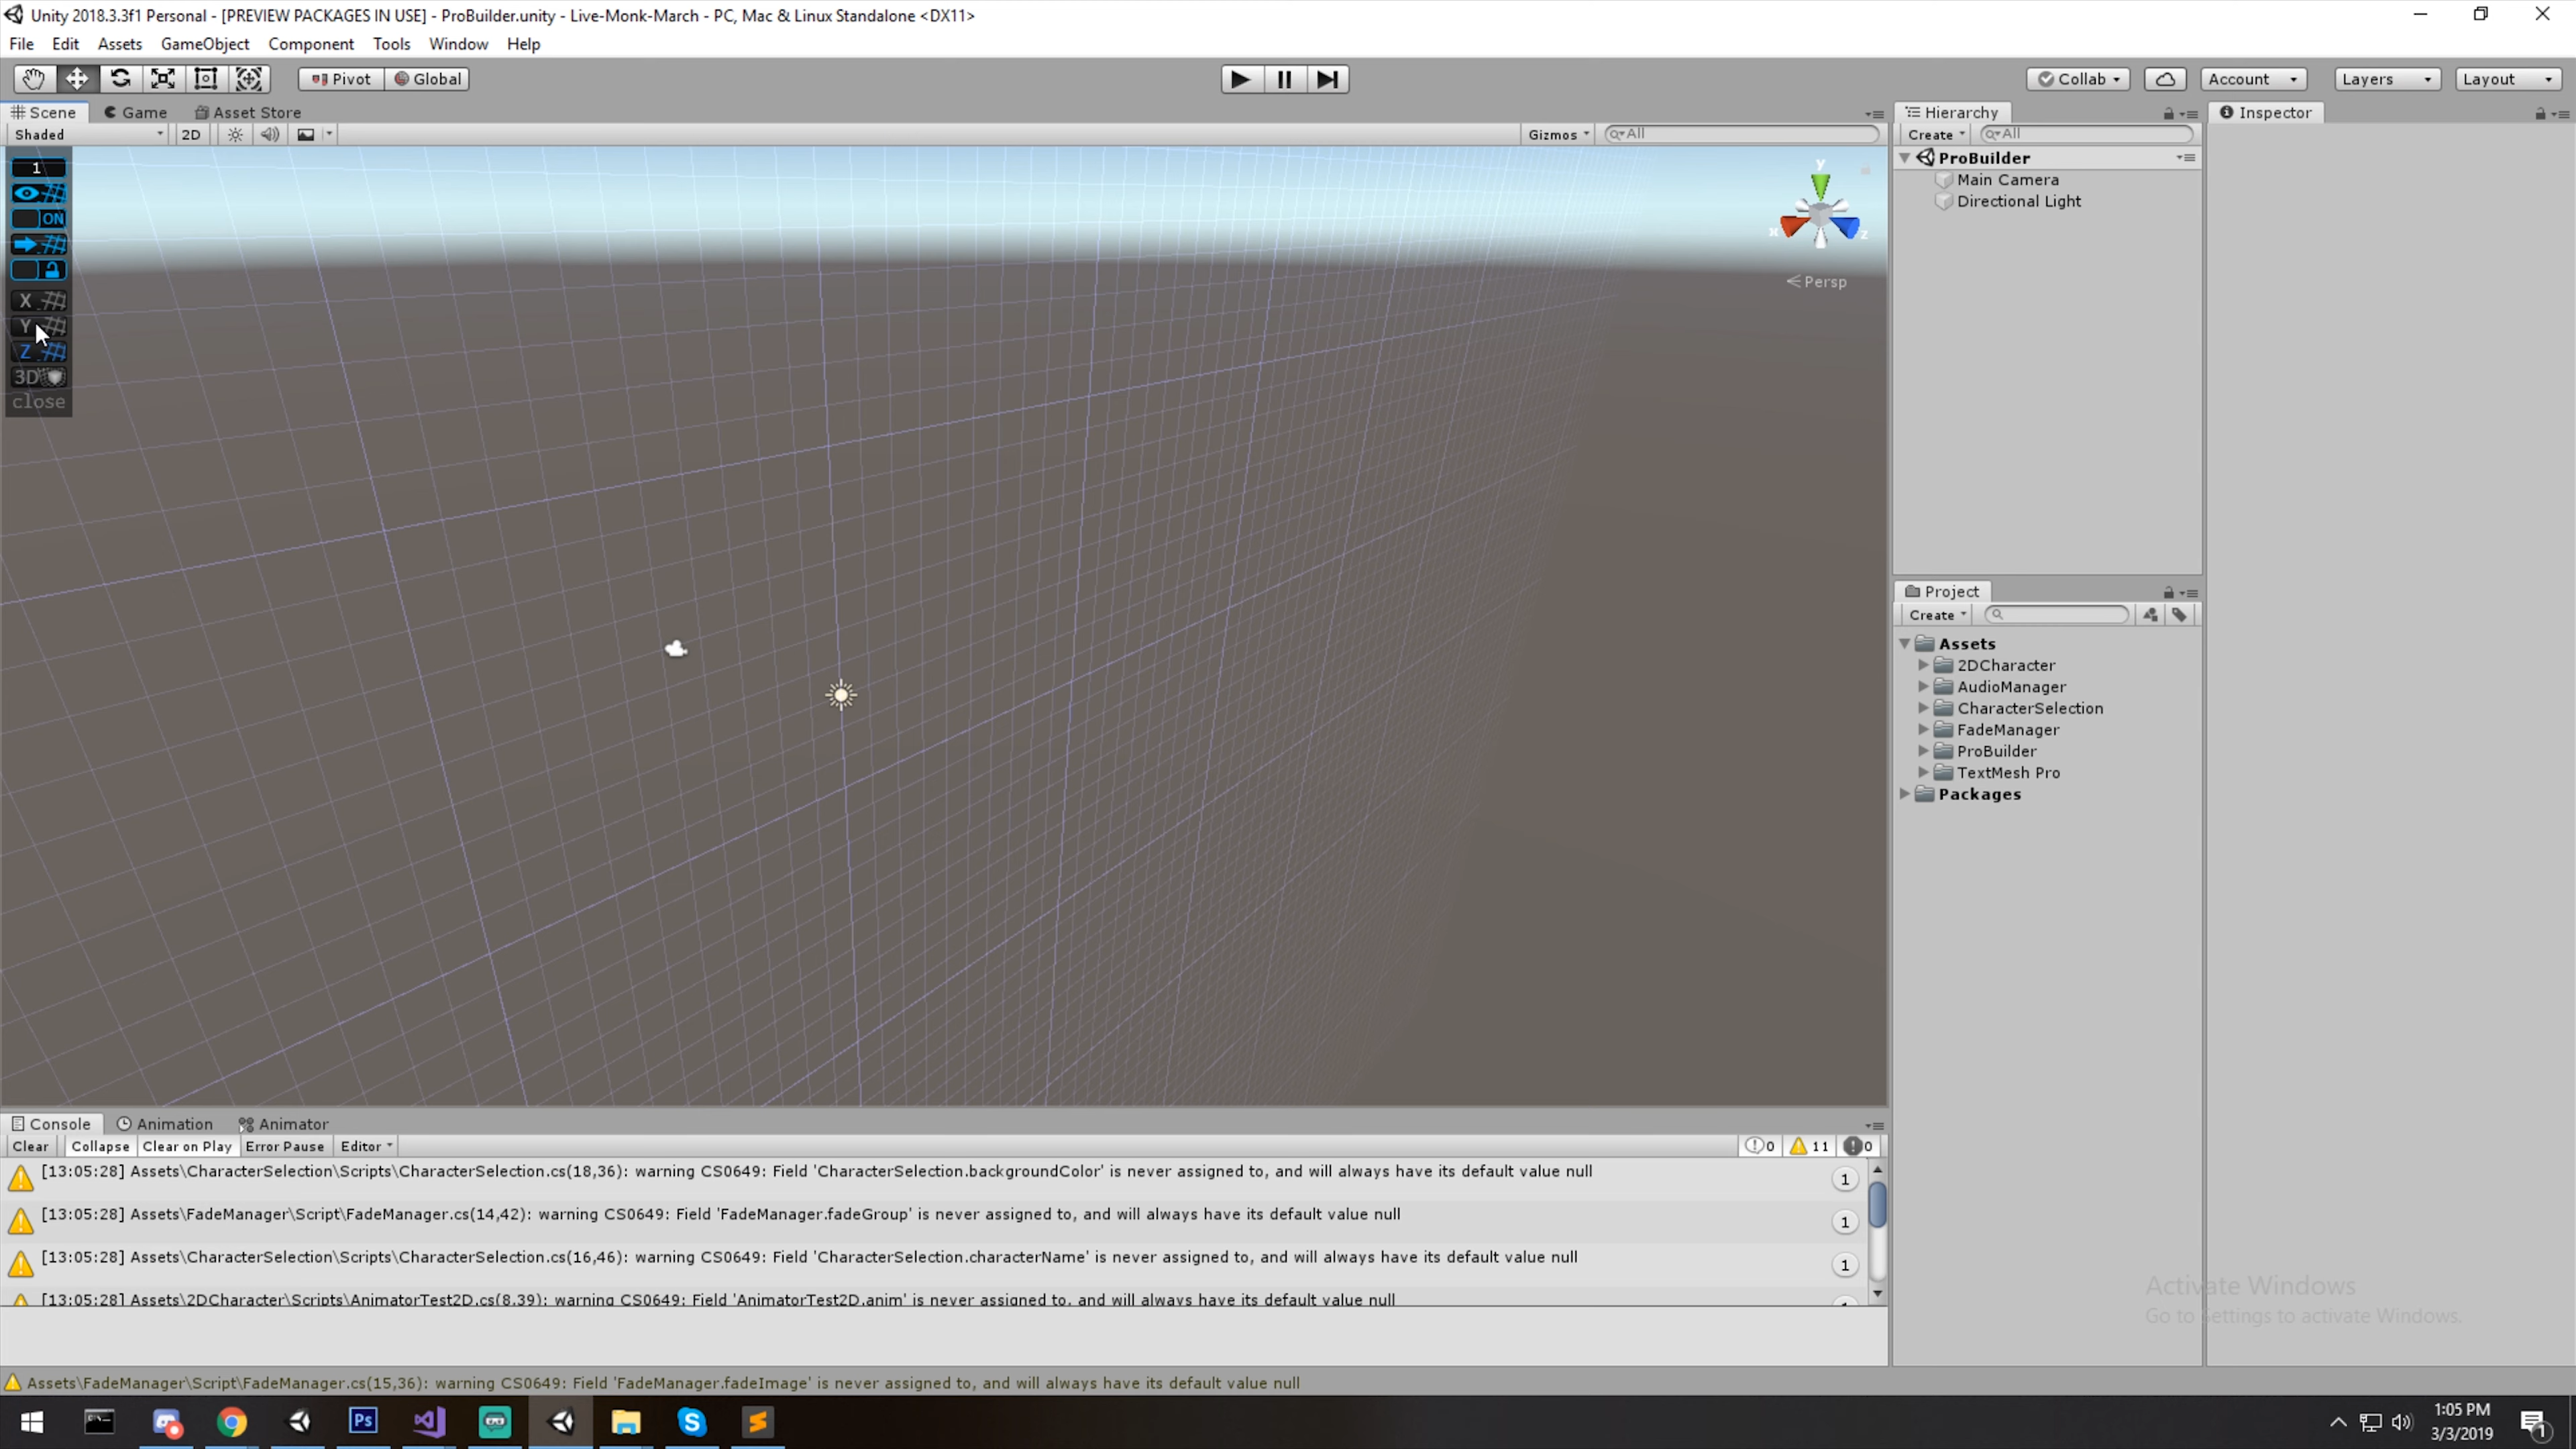 Unity 2018.3.3f1 Personal - [PREVIEW PACKAGES IN USE] - ProBuilder.unity - Live-Monk-March - PC, Mac & Linux Standalone <DX11>
File Edit Assets GameObject Component Tools Window Help
Pivot Global Collab Account Layers Layout
Scene Game Asset Store
Shaded 2D Gizmos All
1
ON
X
Y
Z
3D
close
y
x z
Persp
Hierarchy
Create All
ProBuilder
Main Camera
Directional Light
Inspector
Project
Create
Assets
2DCharacter
AudioManager
CharacterSelection
FadeManager
ProBuilder
TextMesh Pro
Packages
Console Animation Animator
Clear Collapse Clear on Play Error Pause Editor 0 11 0
[13:05:28] Assets\CharacterSelection\Scripts\CharacterSelection.cs(18,36): warning CS0649: Field 'CharacterSelection.backgroundColor' is never assigned to, and will always have its default value null 1
[13:05:28] Assets\FadeManager\Script\FadeManager.cs(14,42): warning CS0649: Field 'FadeManager.fadeGroup' is never assigned to, and will always have its default value null 1
[13:05:28] Assets\CharacterSelection\Scripts\CharacterSelection.cs(16,46): warning CS0649: Field 'CharacterSelection.characterName' is never assigned to, and will always have its default value null 1
[13:05:28] Assets\2DCharacter\Scripts\AnimatorTest2D.cs(8,39): warning CS0649: Field 'AnimatorTest2D.anim' is never assigned to, and will always have its default value null
Activate Windows
Go to Settings to activate Windows.
Assets\FadeManager\Script\FadeManager.cs(15,36): warning CS0649: Field 'FadeManager.fadeImage' is never assigned to, and will always have its default value null
Ps
1:05 PM
3/3/2019
1